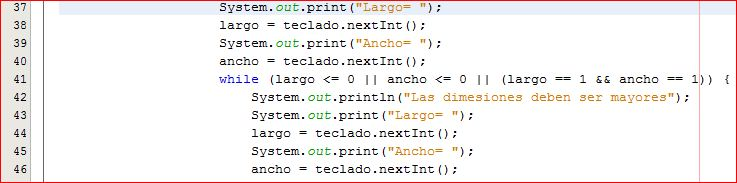 37 System.out.print("Largo= ");
38 largo = teclado.nextInt();
39 System.out.print("Ancho= ");
40 ancho = teclado.nextInt();
41 while (largo <= 0 || ancho <= 0 || (largo == 1 && ancho == 1)) {
42 System.out.println("Las dimesiones deben ser mayores");
43 System.out.print("Largo= ");
44 largo = teclado.nextInt();
45 System.out.print("Ancho= ");
46 ancho = teclado.nextInt();